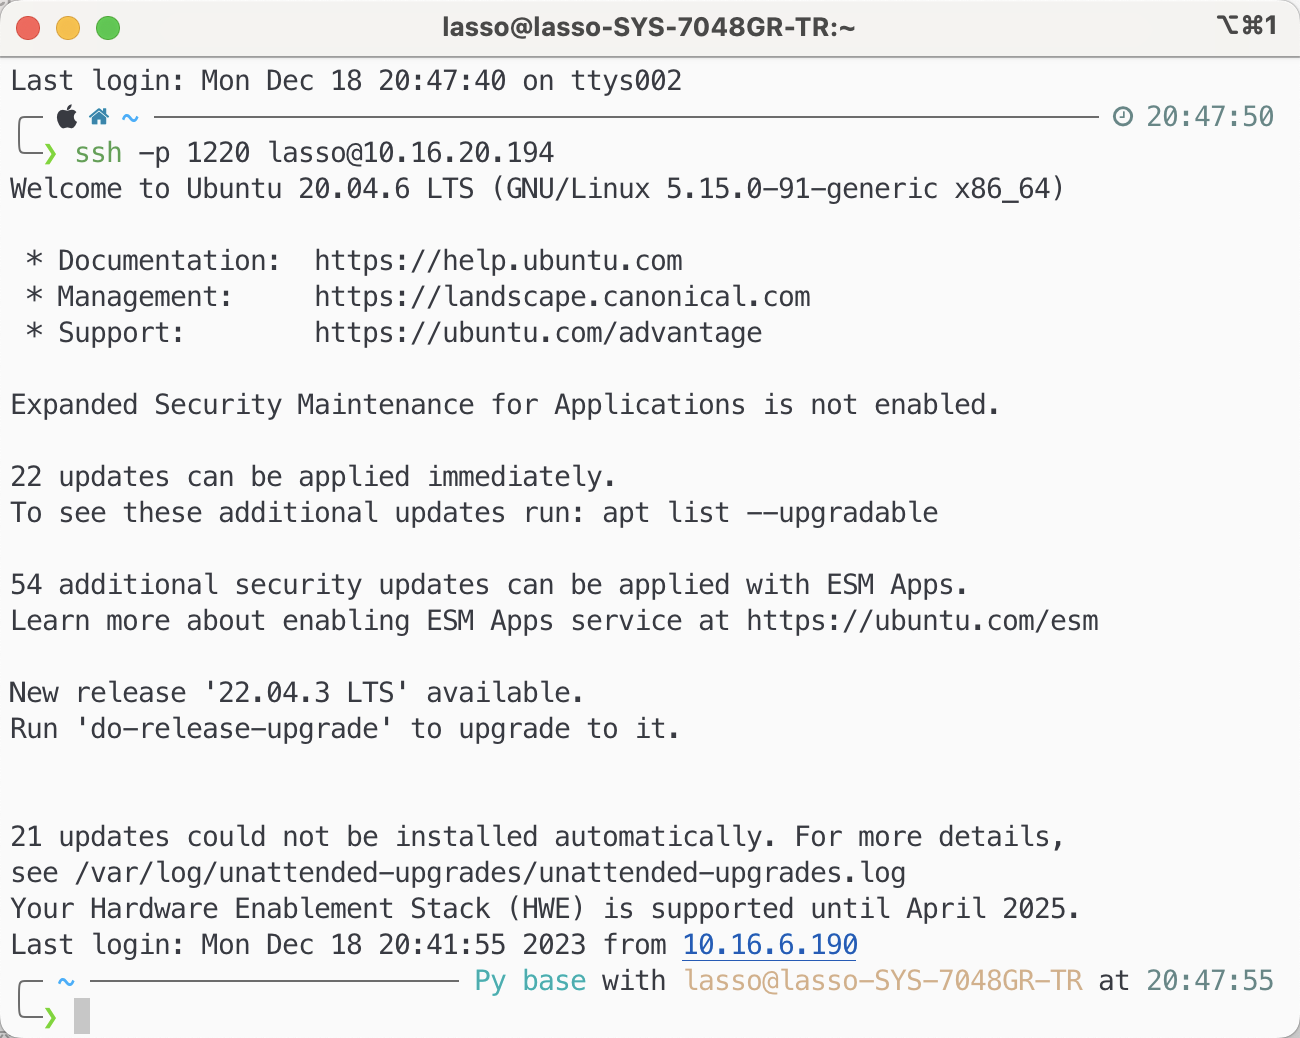 lasso@lasso-SYS-7048GR-TR:~ ⌥⌘1
Last login: Mon Dec 18 20:47:40 on ttys002
~ 20:47:50
❯ ssh -p 1220 lasso@10.16.20.194
Welcome to Ubuntu 20.04.6 LTS (GNU/Linux 5.15.0-91-generic x86_64)
* Documentation:  https://help.ubuntu.com
* Management:     https://landscape.canonical.com
* Support:        https://ubuntu.com/advantage
Expanded Security Maintenance for Applications is not enabled.
22 updates can be applied immediately.
To see these additional updates run: apt list --upgradable
54 additional security updates can be applied with ESM Apps.
Learn more about enabling ESM Apps service at https://ubuntu.com/esm
New release '22.04.3 LTS' available.
Run 'do-release-upgrade' to upgrade to it.
21 updates could not be installed automatically. For more details,
see /var/log/unattended-upgrades/unattended-upgrades.log
Your Hardware Enablement Stack (HWE) is supported until April 2025.
Last login: Mon Dec 18 20:41:55 2023 from 10.16.6.190
~ Py base with lasso@lasso-SYS-7048GR-TR at 20:47:55
❯